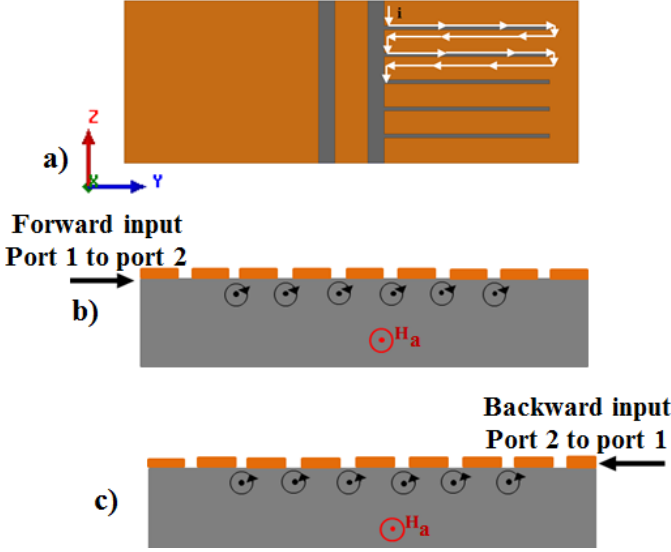 i
Z
a)
X
Y
Forward input
Port 1 to port 2
b)
Ha
Backward input
Port 2 to port 1
c)
Ha